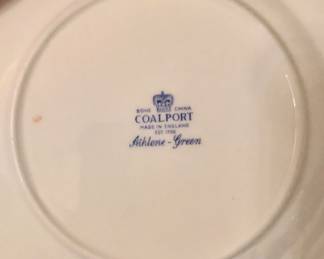 BONE CHINA
COALPORT
MADE IN ENGLAND
EST. 1750
Athlone - Green